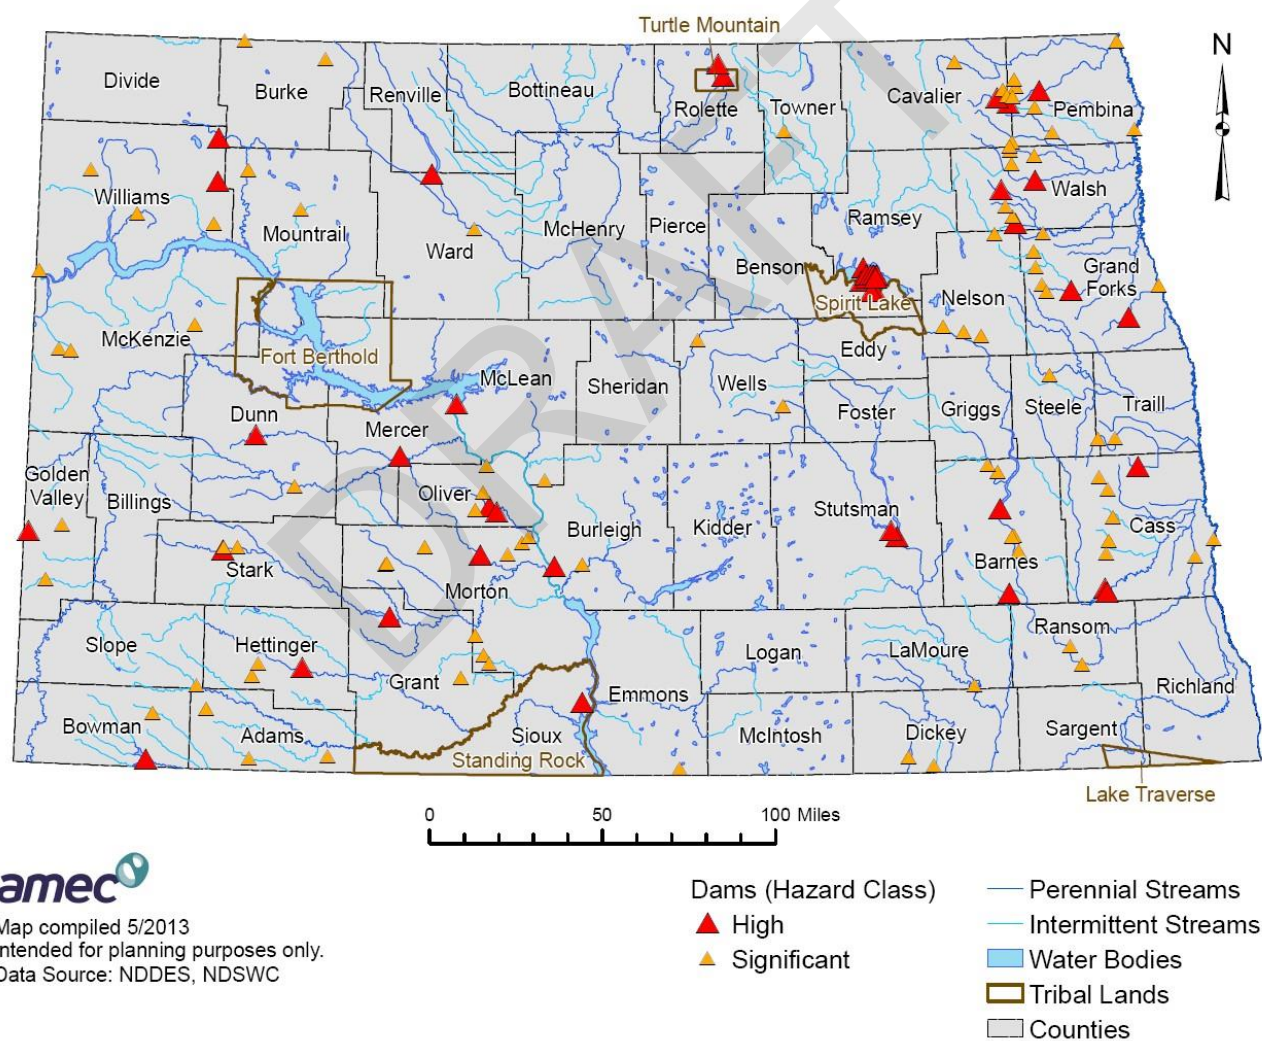 Turtle Mountain
N
Divide
Burke
Renville
Bottineau
Rolette
Towner
Cavalier
Pembina
Williams
Mountrail
Ward
McHenry
Pierce
Ramsey
Walsh
Benson
Spirit Lake
Nelson
Grand
Forks
McKenzie
Fort Berthold
McLean
Sheridan
Wells
Eddy
Foster
Griggs
Steele
Traill
Dunn
Mercer
Golden
Valley
Billings
Oliver
Burleigh
Kidder
Stutsman
Barnes
Cass
Stark
Morton
Slope
Hettinger
Grant
Emmons
Logan
LaMoure
Ransom
Richland
Bowman
Adams
Sioux
Standing Rock
McIntosh
Dickey
Sargent
Lake Traverse
DRAFT
0 50 100 Miles
amec
Map compiled 5/2013
ntended for planning purposes only.
Data Source: NDDES, NDSWC
Dams (Hazard Class)
High
Significant
Perennial Streams
Intermittent Streams
Water Bodies
Tribal Lands
Counties